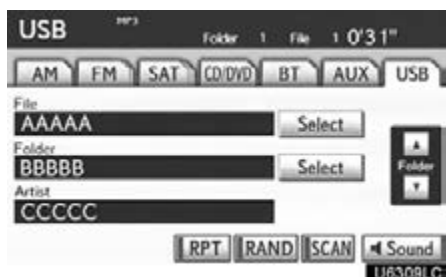 USB MP3 Folder 1 File 1 0'31"
AM FM SAT CD/DVD BT AUX USB
File
AAAAA Select
Folder
BBBBB Select
Folder
Artist
CCCCC
RPT RAND SCAN Sound
U6309LC